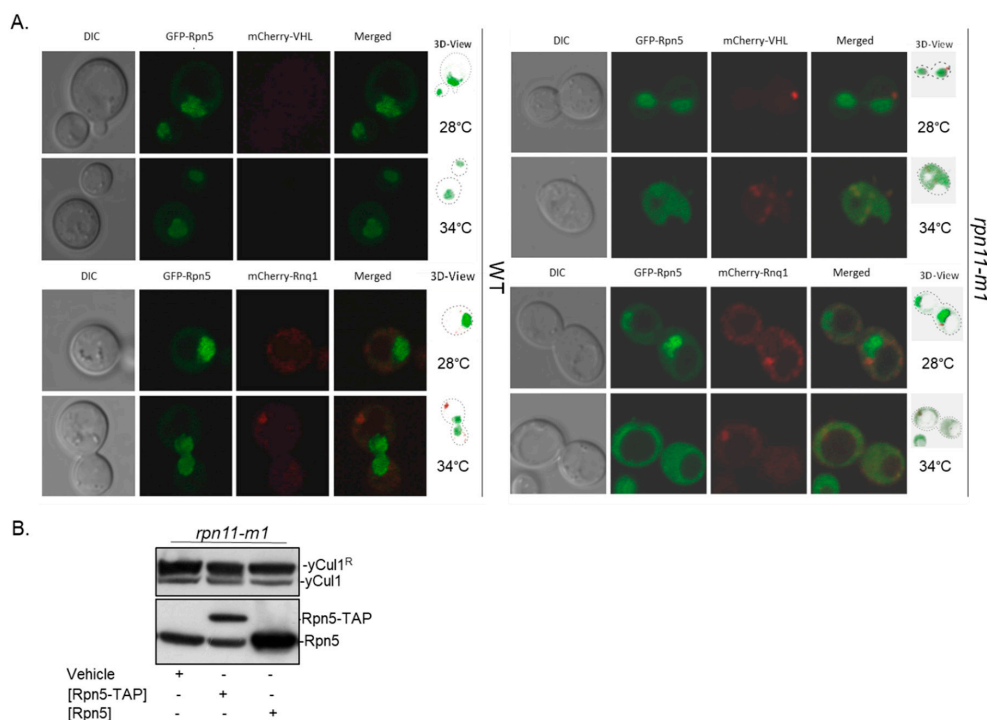 A.
DIC GFP-Rpn5 mCherry-VHL Merged 3D-View
28°C
34°C
DIC GFP-Rpn5 mCherry-Rnq1 Merged 3D-View
28°C
34°C
WT
DIC GFP-Rpn5 mCherry-VHL Merged 3D-View
28°C
34°C
DIC GFP-Rpn5 mCherry-Rnq1 Merged 3D-View
28°C
34°C
rpn11-m1
B.
rpn11-m1
-yCul1ᴿ
-yCul1
-Rpn5-TAP
-Rpn5
Vehicle + - -
[Rpn5-TAP] - + -
[Rpn5] - - +